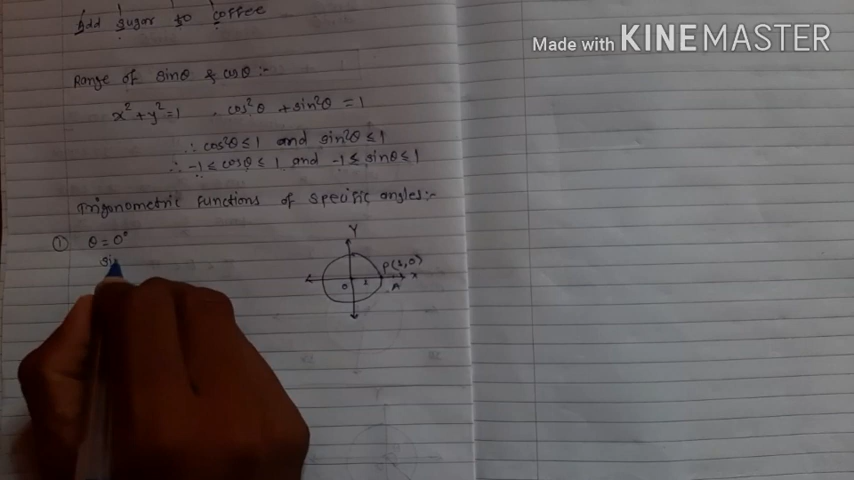 Add sugar to coffee
Made with KINEMASTER
Range of sinθ & cosθ :-
x² + y² = 1 , cos²θ + sin²θ = 1
∴ cos²θ ≤ 1 and sin²θ ≤ 1
∴ -1 ≤ cosθ ≤ 1 and -1 ≤ sinθ ≤ 1
Trigonometric functions of specific angles:-
① θ = 0°
si
Y
P(1,0)
O 1 A X